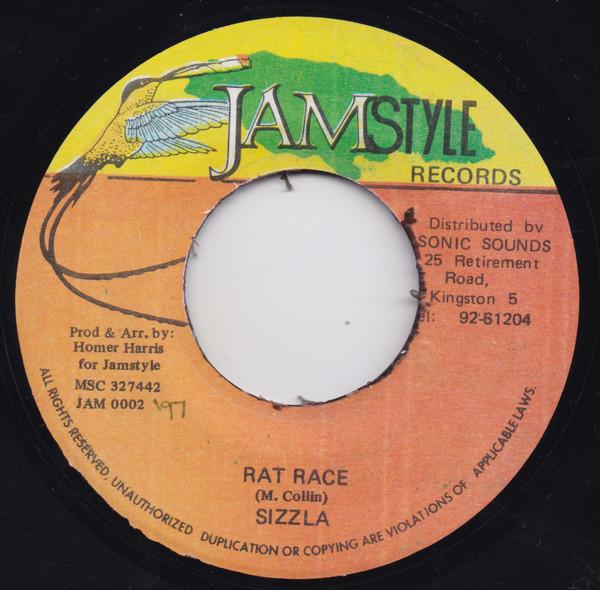 JAMSTYLE
RECORDS
Distributed bv
SONIC SOUNDS
25 Retirement
Road,
Kingston 5
el: 92-61204
Prod & Arr. by:
Homer Harris
for Jamstyle
MSC 327442
JAM 0002 '97
RAT RACE
(M. Collin)
SIZZLA
ALL RIGHTS RESERVED, UNAUTHORIZED DUPLICATION OR COPYING ARE VIOLATIONS OF APPLICABLE LAWS.